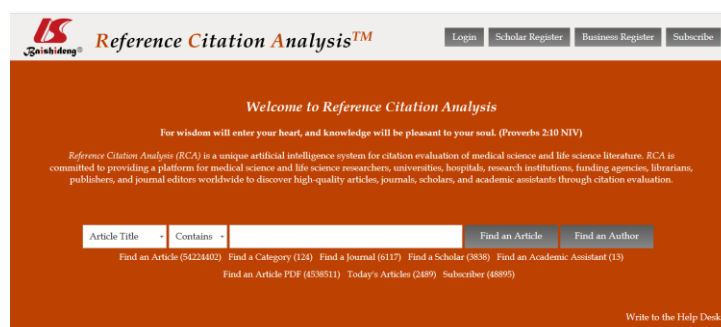 Baishideng®
Reference Citation Analysis™
Login Scholar Register Business Register Subscribe
Welcome to Reference Citation Analysis
For wisdom will enter your heart, and knowledge will be pleasant to your soul. (Proverbs 2:10 NIV)
Reference Citation Analysis (RCA) is a unique artificial intelligence system for citation evaluation of medical science and life science literature. RCA is
committed to providing a platform for medical science and life science researchers, universities, hospitals, research institutions, funding agencies, librarians,
publishers, and journal editors worldwide to discover high-quality articles, journals, scholars, and academic assistants through citation evaluation.
Article Title Contains Find an Article Find an Author
Find an Article (54224402) Find a Category (124) Find a Journal (6117) Find a Scholar (3838) Find an Academic Assistant (13)
Find an Article PDF (4538511) Today's Articles (2489) Subscriber (48895)
Write to the Help Desk